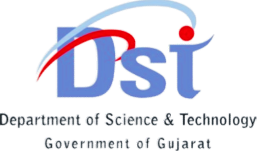 Dst
Department of Science & Technology
Government of Gujarat